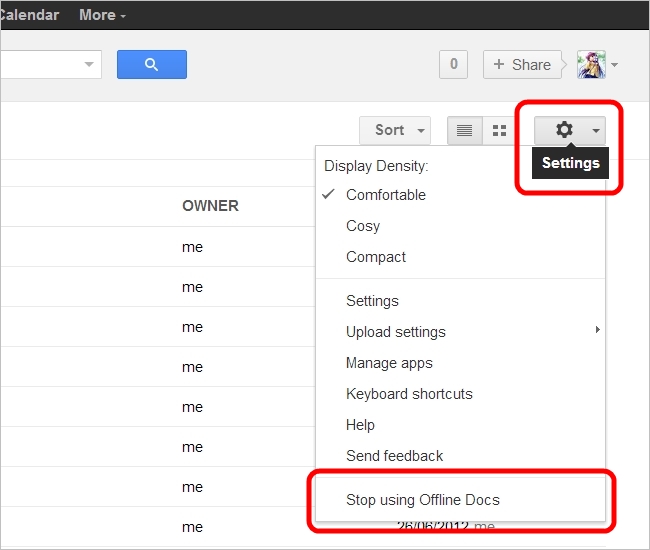 Calendar More
0 + Share
Sort
Settings
Display Density:
OWNER
Comfortable
me
Cosy
Compact
me
Settings
me
Upload settings
me
Manage apps
Keyboard shortcuts
me
Help
me
Send feedback
me
Stop using Offline Docs
me 26/06/2012 me